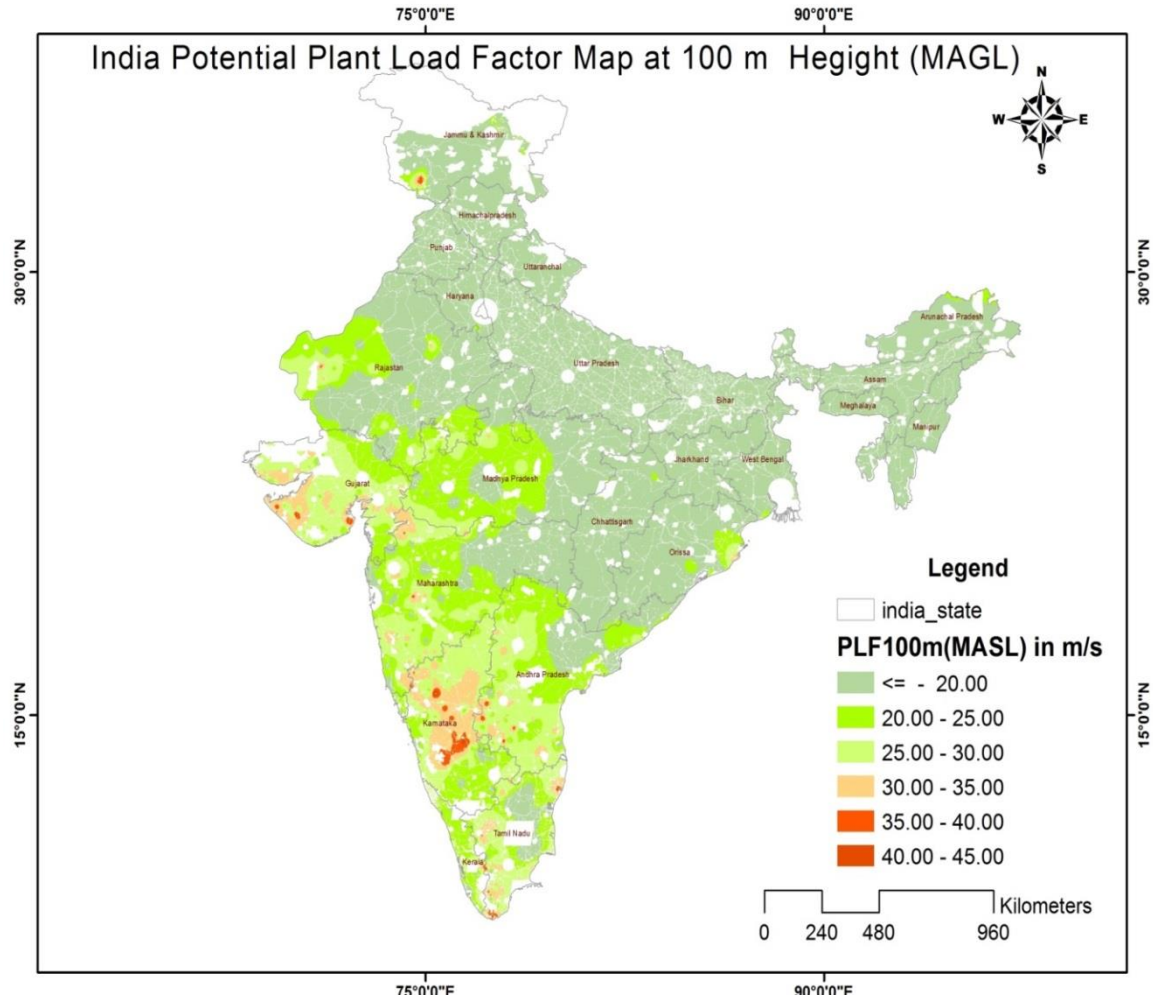 75°0'0"E 90°0'0"E
India Potential Plant Load Factor Map at 100 m Hegight (MAGL)
N
W E
S
Jammu & Kashmir
Himachalpradesh
Punjab
Uttaranchal
30°0'0"N 30°0'0"N
Haryana
Arunachal Pradesh
Rajastan
Uttar Pradesh
Assam
Bihar
Meghalaya
Manipur
Jharkhand
West Bengal
Gujarat
Madhya Pradesh
Chhattisgarh
Orissa
Maharashtra
Andhra Pradesh
15°0'0"N 15°0'0"N
Karnataka
Tamil Nadu
Kerala
Legend
india_state
PLF100m(MASL) in m/s
<= - 20.00
20.00 - 25.00
25.00 - 30.00
30.00 - 35.00
35.00 - 40.00
40.00 - 45.00
Kilometers
0 240 480 960
75°0'0"E 90°0'0"E